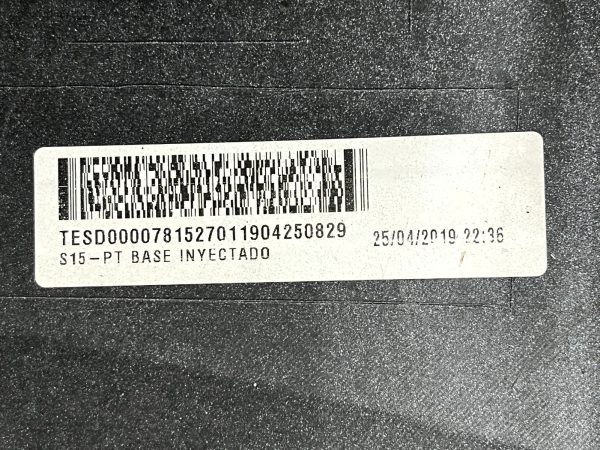 TESD0000781527011904250829
25/04/2019 22:36
S15-PT BASE INYECTADO